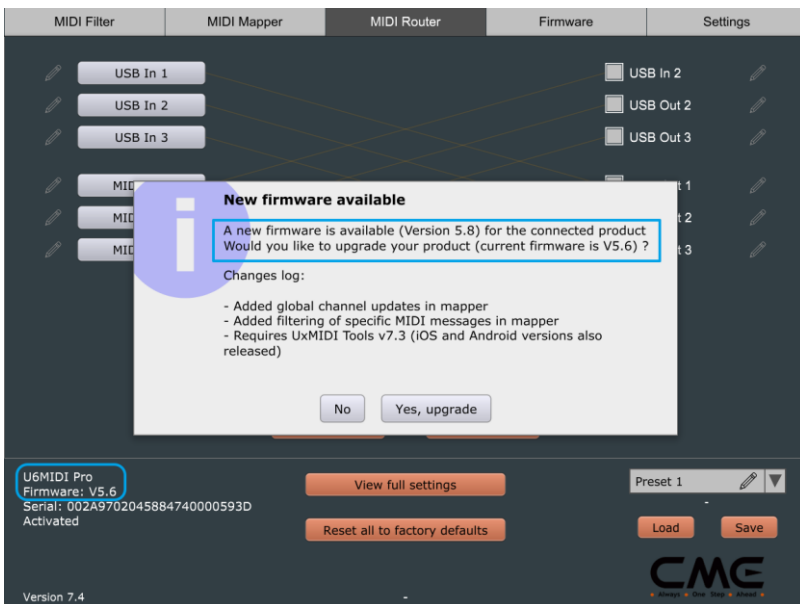 MIDI Filter MIDI Mapper MIDI Router Firmware Settings
USB In 1 USB In 2
USB In 2 USB Out 2
USB In 3 USB Out 3
1
2
3
New firmware available
A new firmware is available (Version 5.8) for the connected product
Would you like to upgrade your product (current firmware is V5.6) ?
Changes log:
- Added global channel updates in mapper
- Added filtering of specific MIDI messages in mapper
- Requires UxMIDI Tools v7.3 (iOS and Android versions also
released)
No Yes, upgrade
U6MIDI Pro
Firmware: V5.6
Serial: 002A9702045884740000593D
Activated
View full settings
Reset all to factory defaults
Preset 1
-
Load Save
CME
Always One Step Ahead
Version 7.4 -